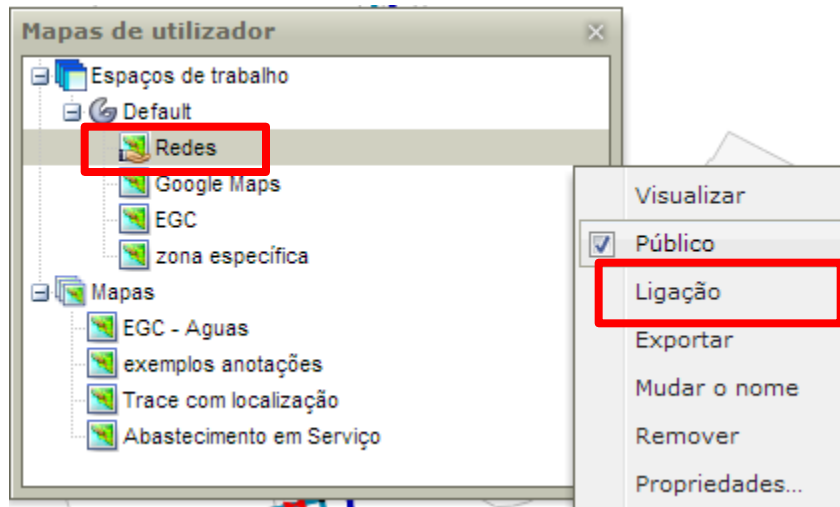 Mapas de utilizador
Espaços de trabalho
Default
Redes
Google Maps
EGC
zona específica
Mapas
EGC - Aguas
exemplos anotações
Trace com localização
Abastecimento em Serviço
Visualizar
Público
Ligação
Exportar
Mudar o nome
Remover
Propriedades...